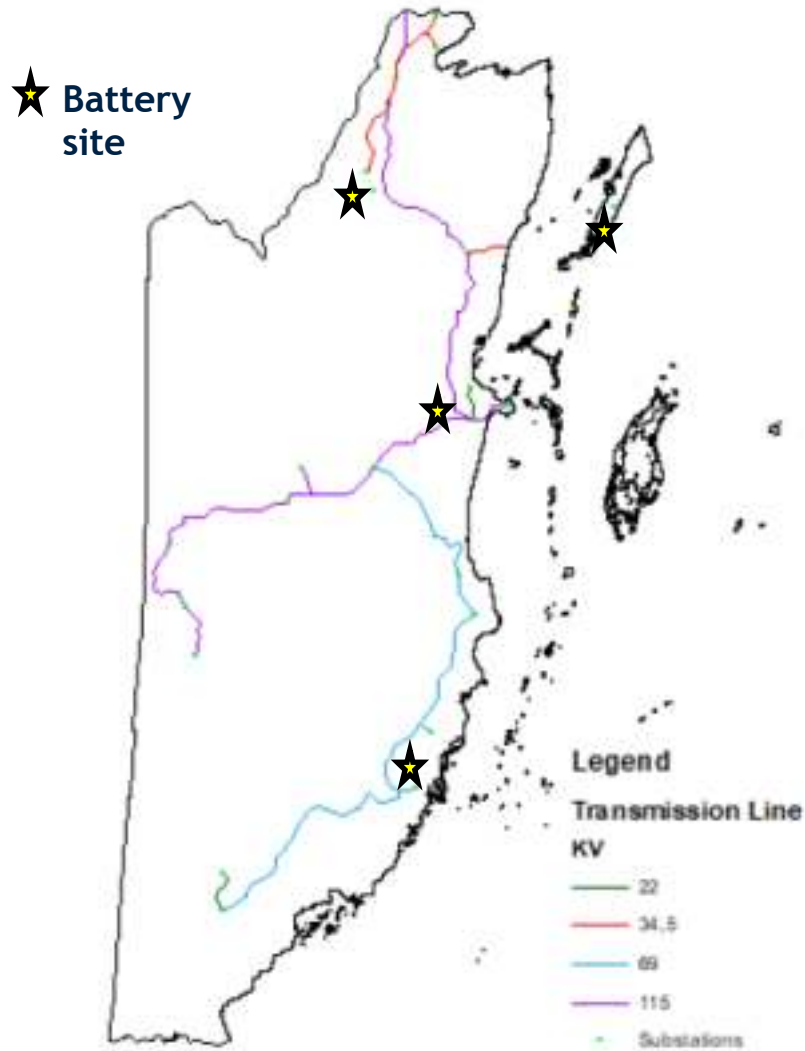 Battery
site
Legend
Transmission Line
KV
22
34.5
69
115
Substations